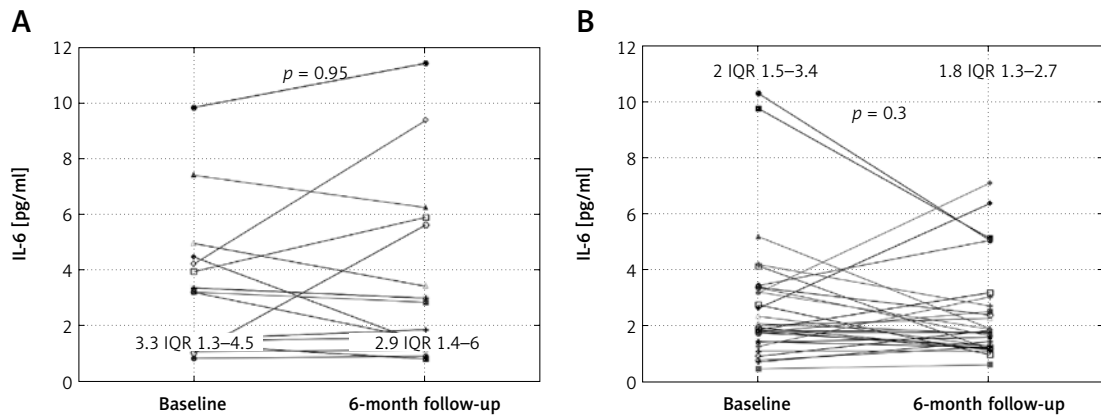 A
IL-6 [pg/ml]
12
10
8
6
4
2
0
p = 0.95
3.3 IQR 1.3–4.5
2.9 IQR 1.4–6
Baseline
6-month follow-up
B
IL-6 [pg/ml]
12
10
8
6
4
2
0
2 IQR 1.5–3.4
1.8 IQR 1.3–2.7
p = 0.3
Baseline
6-month follow-up